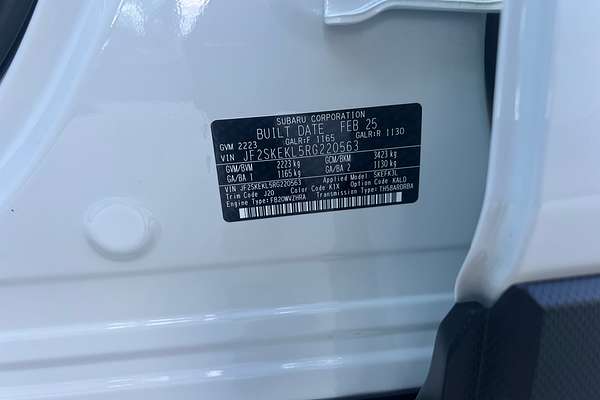 SUBARU CORPORATION
BUILT DATE FEB 25
GVM 2223 GALR:F 1165 GALR:R 1130
VIN JF2SKEKL5RG220563
GVM/BVM 2223 kg GCM/BKM 3423 kg
GA/BA 1 1165 kg GA/BA 2 1130 kg
VIN JF2SKEKL5RG220563 Applied Model SKEFK3L
Trim Code J20 Color Code K1X Option Code KALD
Engine Type:FB20WVZHRA Transmission Type:TH58ARDRBA